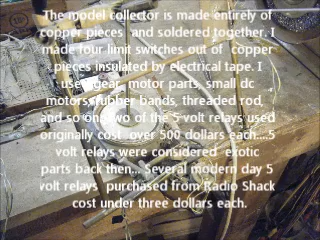 The model collector is made entirely of
copper pieces and soldered together. I
made four limit switches out of copper
pieces insulated by electrical tape. I
used gear motor parts, small dc
motors, rubber bands, threaded rod,
and so on. two of the 5 volt relays used
originally cost over 500 dollars each....5
volt relays were considered exotic
parts back then... Several modern day 5
volt relays purchased from Radio Shack
cost under three dollars each.